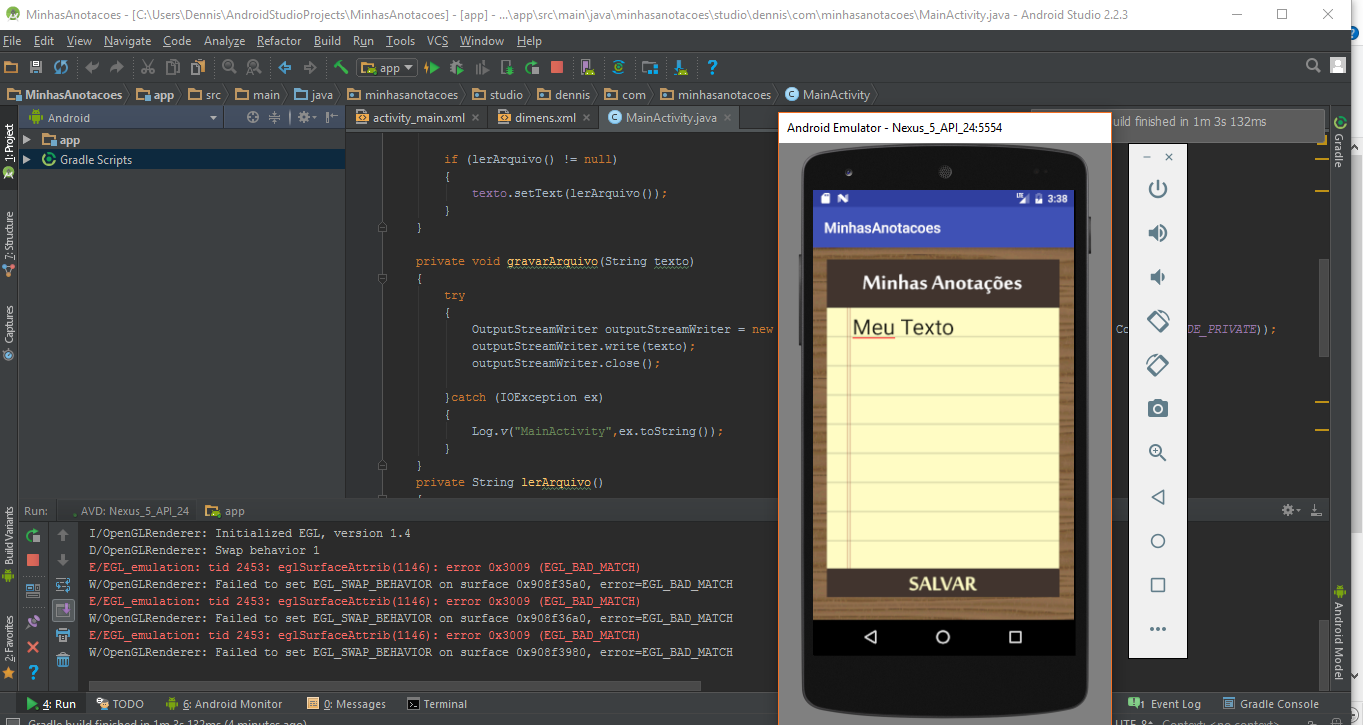 MinhasAnotacoes - [C:\Users\Dennis\AndroidStudioProjects\MinhasAnotacoes] - [app] - ...\app\src\main\java\minhasanotacoes\studio\dennis\com\minhasanotacoes\MainActivity.java - Android Studio 2.2.3
File Edit View Navigate Code Analyze Refactor Build Run Tools VCS Window Help
app
MinhasAnotacoes app src main java minhasanotacoes studio dennis com minhasanotacoes MainActivity
Android
activity_main.xml dimens.xml MainActivity.java
app
Gradle Scripts
1: Project
7: Structure
Captures
Build Variants
2: Favorites
if (lerArquivo() != null)
{
texto.setText(lerArquivo());
}
}
private void gravarArquivo(String texto)
{
try
{
OutputStreamWriter outputStreamWriter = new
DE_PRIVATE));
outputStreamWriter.write(texto);
outputStreamWriter.close();
}catch (IOException ex)
{
Log.v("MainActivity",ex.toString());
}
}
private String lerArquivo()
{
Android Emulator - Nexus_5_API_24:5554
uild finished in 1m 3s 132ms
3:38
MinhasAnotacoes
Minhas Anotações
Meu Texto
SALVAR
Gradle
Android Model
Run: AVD: Nexus_5_API_24 app
I/OpenGLRenderer: Initialized EGL, version 1.4
D/OpenGLRenderer: Swap behavior 1
E/EGL_emulation: tid 2453: eglSurfaceAttrib(1146): error 0x3009 (EGL_BAD_MATCH)
W/OpenGLRenderer: Failed to set EGL_SWAP_BEHAVIOR on surface 0x908f35a0, error=EGL_BAD_MATCH
E/EGL_emulation: tid 2453: eglSurfaceAttrib(1146): error 0x3009 (EGL_BAD_MATCH)
W/OpenGLRenderer: Failed to set EGL_SWAP_BEHAVIOR on surface 0x908f36a0, error=EGL_BAD_MATCH
E/EGL_emulation: tid 2453: eglSurfaceAttrib(1146): error 0x3009 (EGL_BAD_MATCH)
W/OpenGLRenderer: Failed to set EGL_SWAP_BEHAVIOR on surface 0x908f3980, error=EGL_BAD_MATCH
4: Run TODO 6: Android Monitor 0: Messages Terminal
1 Event Log Gradle Console
Gradle build finished in 1m 3s 132ms (4 minutes ago)
UTF-8 Context: <no context>